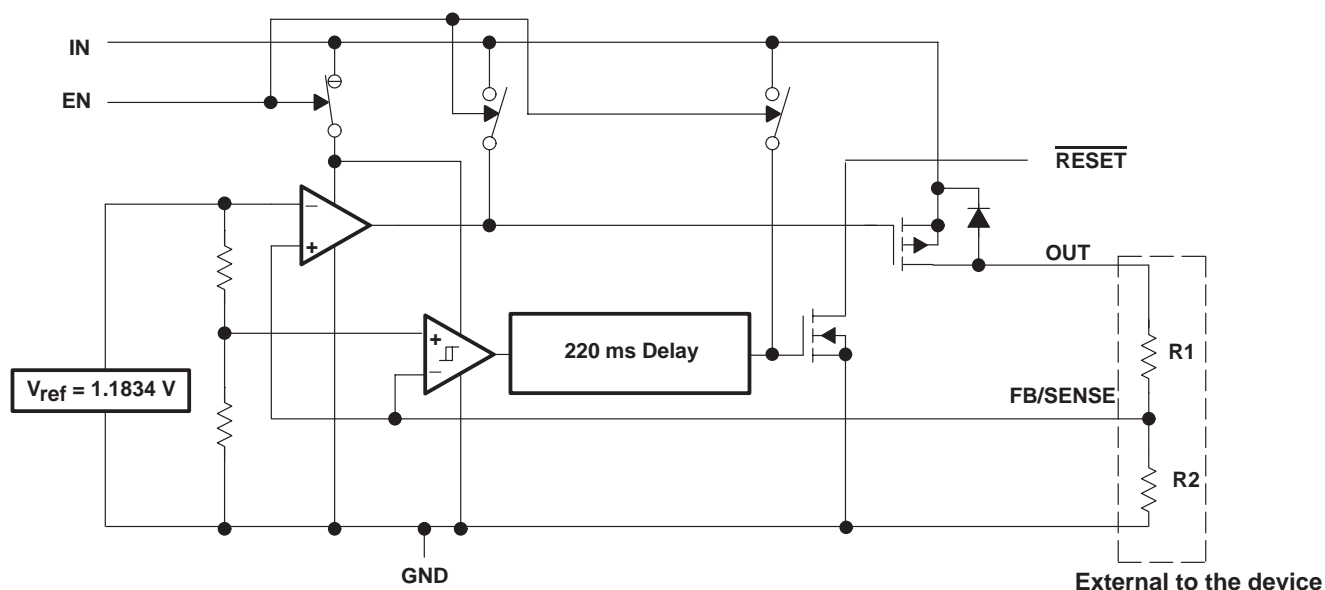 IN
EN
RESET
−
+
OUT
+
−
220 ms Delay
R1
Vref = 1.1834 V
FB/SENSE
R2
GND
External to the device